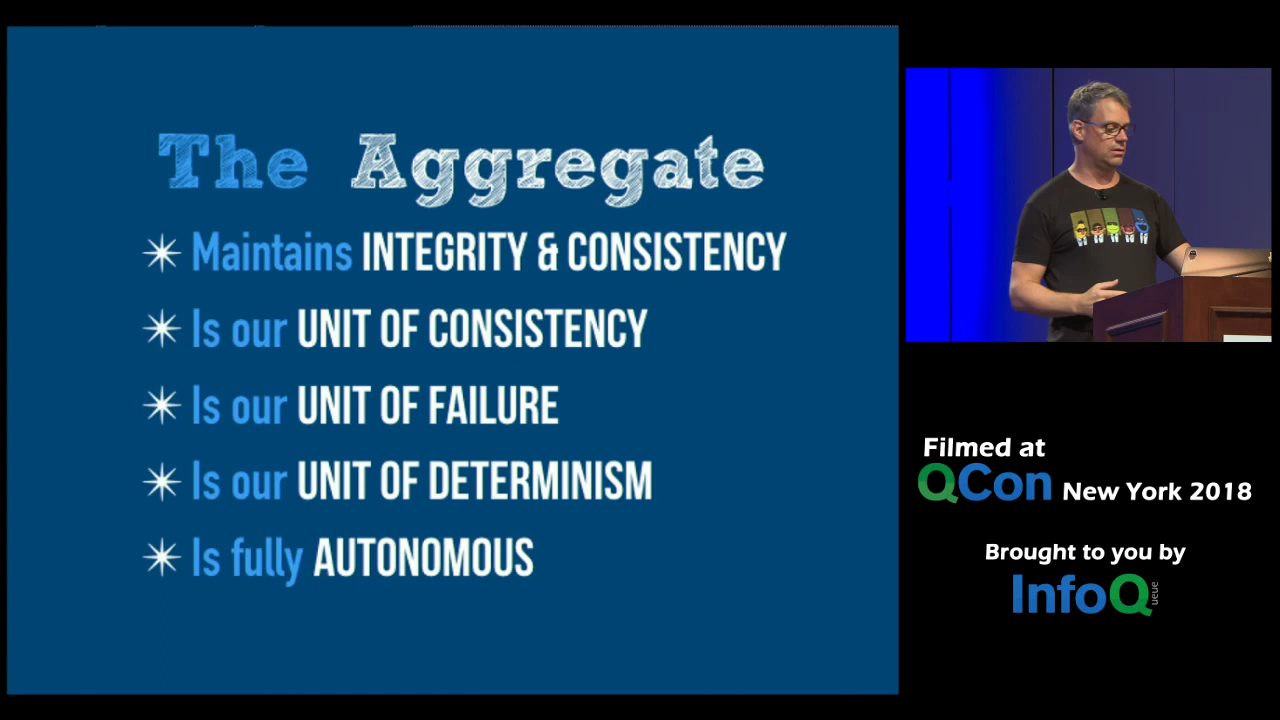 The Aggregate
Maintains INTEGRITY & CONSISTENCY
Is our UNIT OF CONSISTENCY
Is our UNIT OF FAILURE
Is our UNIT OF DETERMINISM
Is fully AUTONOMOUS
Filmed at
QCon New York 2018
Brought to you by
InfoQueue